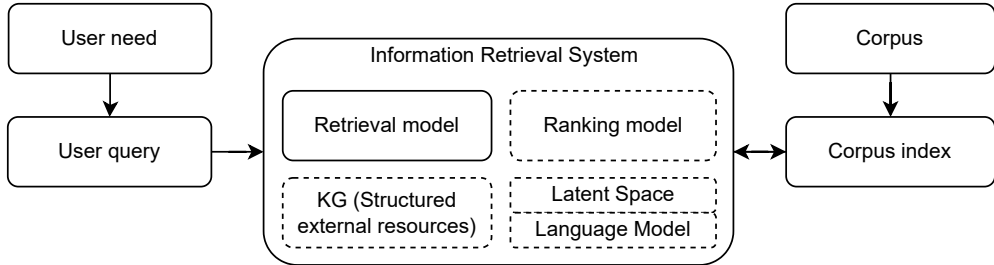 User need
User query
Information Retrieval System
Retrieval model
Ranking model
KG (Structured
external resources)
Latent Space
Language Model
Corpus
Corpus index